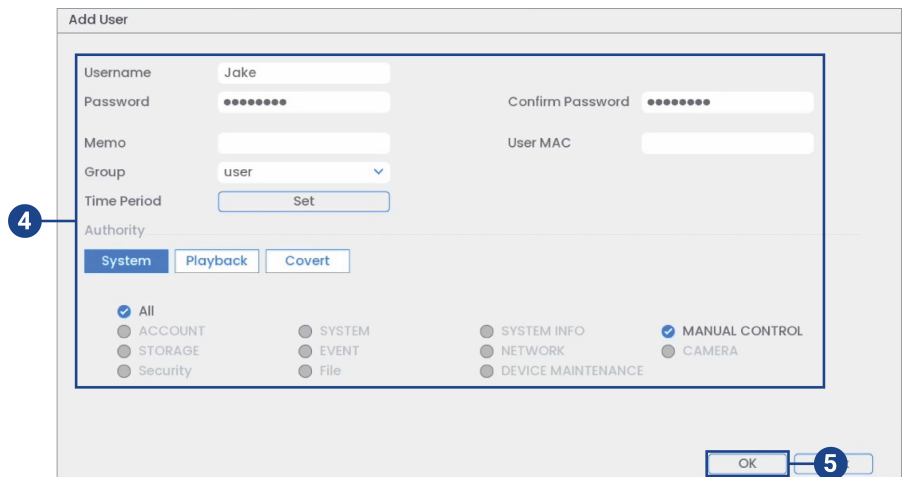 Add User
Username Jake
Password ●●●●●●●● Confirm Password ●●●●●●●●
Memo User MAC
Group user
Time Period Set
4
Authority
System Playback Covert
All
ACCOUNT SYSTEM SYSTEM INFO MANUAL CONTROL
STORAGE EVENT NETWORK CAMERA
Security File DEVICE MAINTENANCE
OK 5